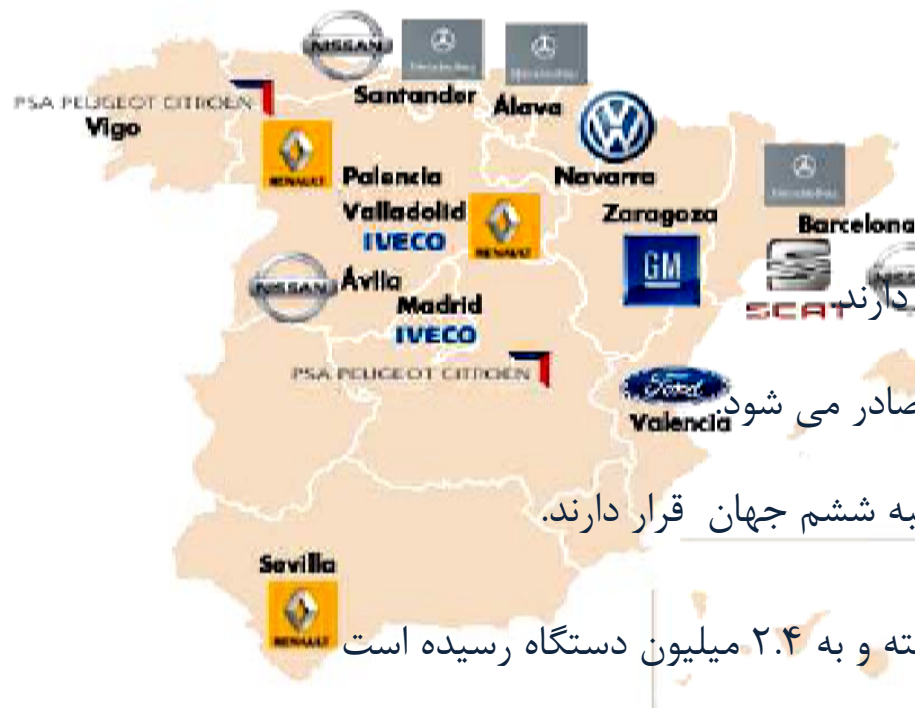 NISSAN
Santander
Álava
PSA PEUGEOT CITROËN
Vigo
RENAULT
Palencia
Navarra
Valladolid
IVECO
RENAULT
Zaragoza
GM
Barcelona
SEAT
دارند.
NISSAN
Ávila
Madrid
IVECO
PSA PEUGEOT CITROËN
Ford
Valencia
صادر می شود.
به ششم جهان قرار دارند.
Sevilla
RENAULT
و به ۲.۴ میلیون دستگاه رسیده است